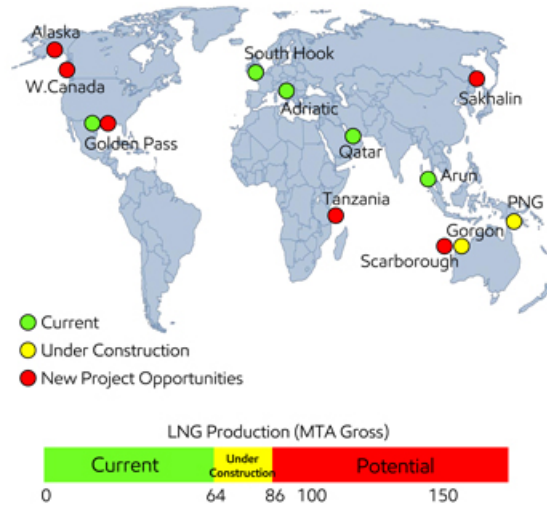 Alaska
South Hook
W.Canada
Sakhalin
Adriatic
Golden Pass
Qatar
Arun
PNG
Tanzania
Gorgon
Scarborough
Current
Under Construction
New Project Opportunities
LNG Production (MTA Gross)
Current
Under
Construction
Potential
0 64 86 100 150